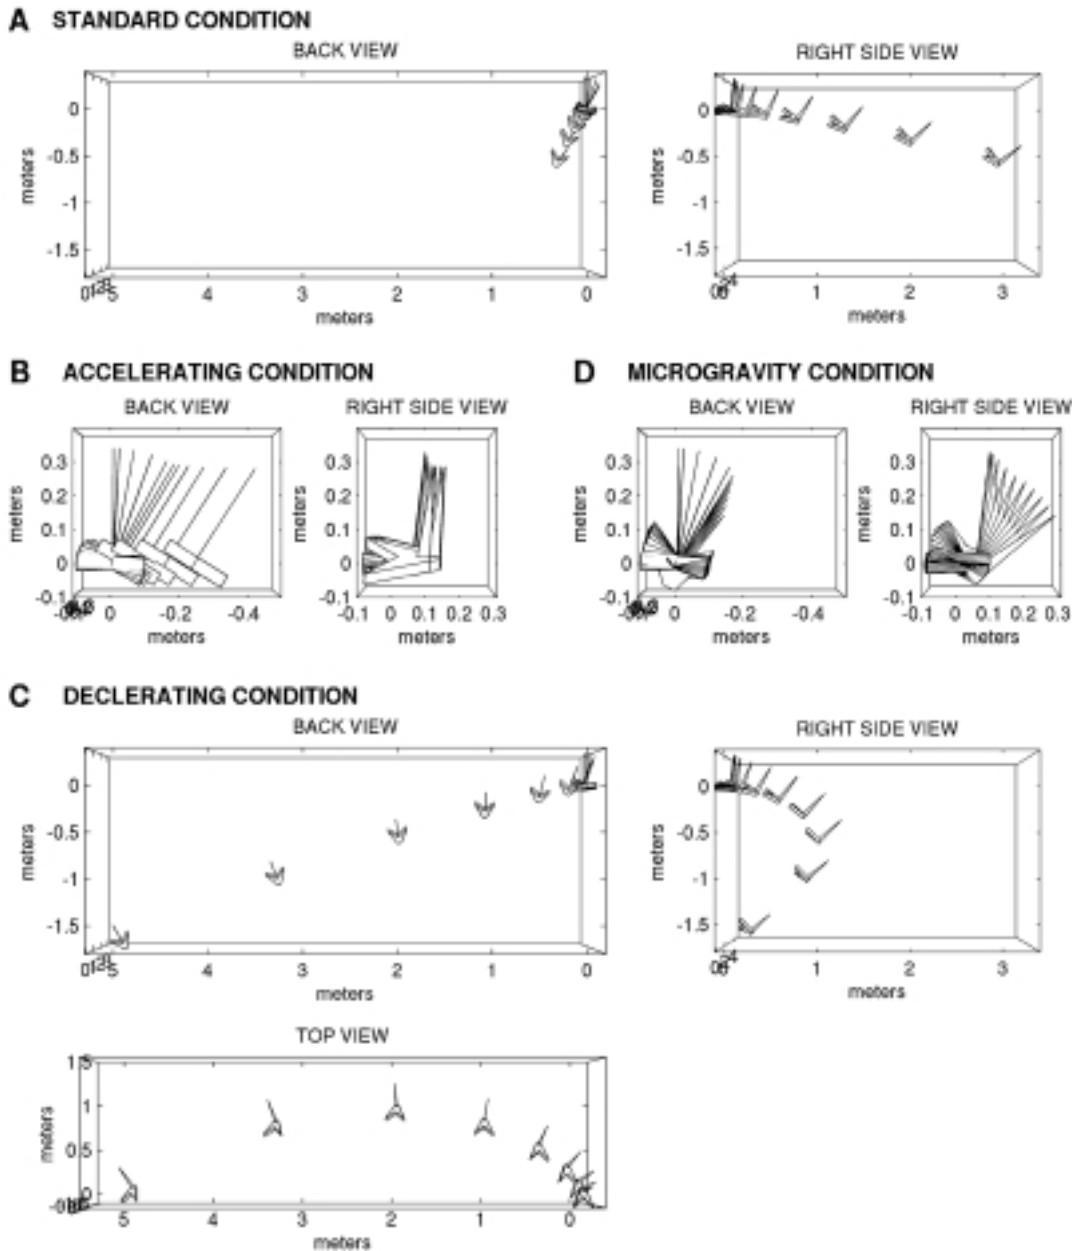 A STANDARD CONDITION
BACK VIEW
RIGHT SIDE VIEW
0
-0.5
-1
-1.5
meters
5 4 3 2 1 0
meters
0
-0.5
-1
-1.5
meters
1 2 3
meters
B ACCELERATING CONDITION
BACK VIEW
RIGHT SIDE VIEW
0.3
0.2
0.1
0
-0.1
meters
0 -0.2 -0.4
meters
0.3
0.2
0.1
0
-0.1
meters
-0.1 0 0.1 0.2 0.3
meters
D MICROGRAVITY CONDITION
BACK VIEW
RIGHT SIDE VIEW
0.3
0.2
0.1
0
-0.1
meters
0 -0.2 -0.4
meters
0.3
0.2
0.1
0
-0.1
meters
-0.1 0 0.1 0.2 0.3
meters
C DECLERATING CONDITION
BACK VIEW
RIGHT SIDE VIEW
0
-0.5
-1
-1.5
meters
5 4 3 2 1 0
meters
0
-0.5
-1
-1.5
meters
1 2 3
meters
TOP VIEW
1.5
1
0.5
0
meters
5 4 3 2 1 0
meters